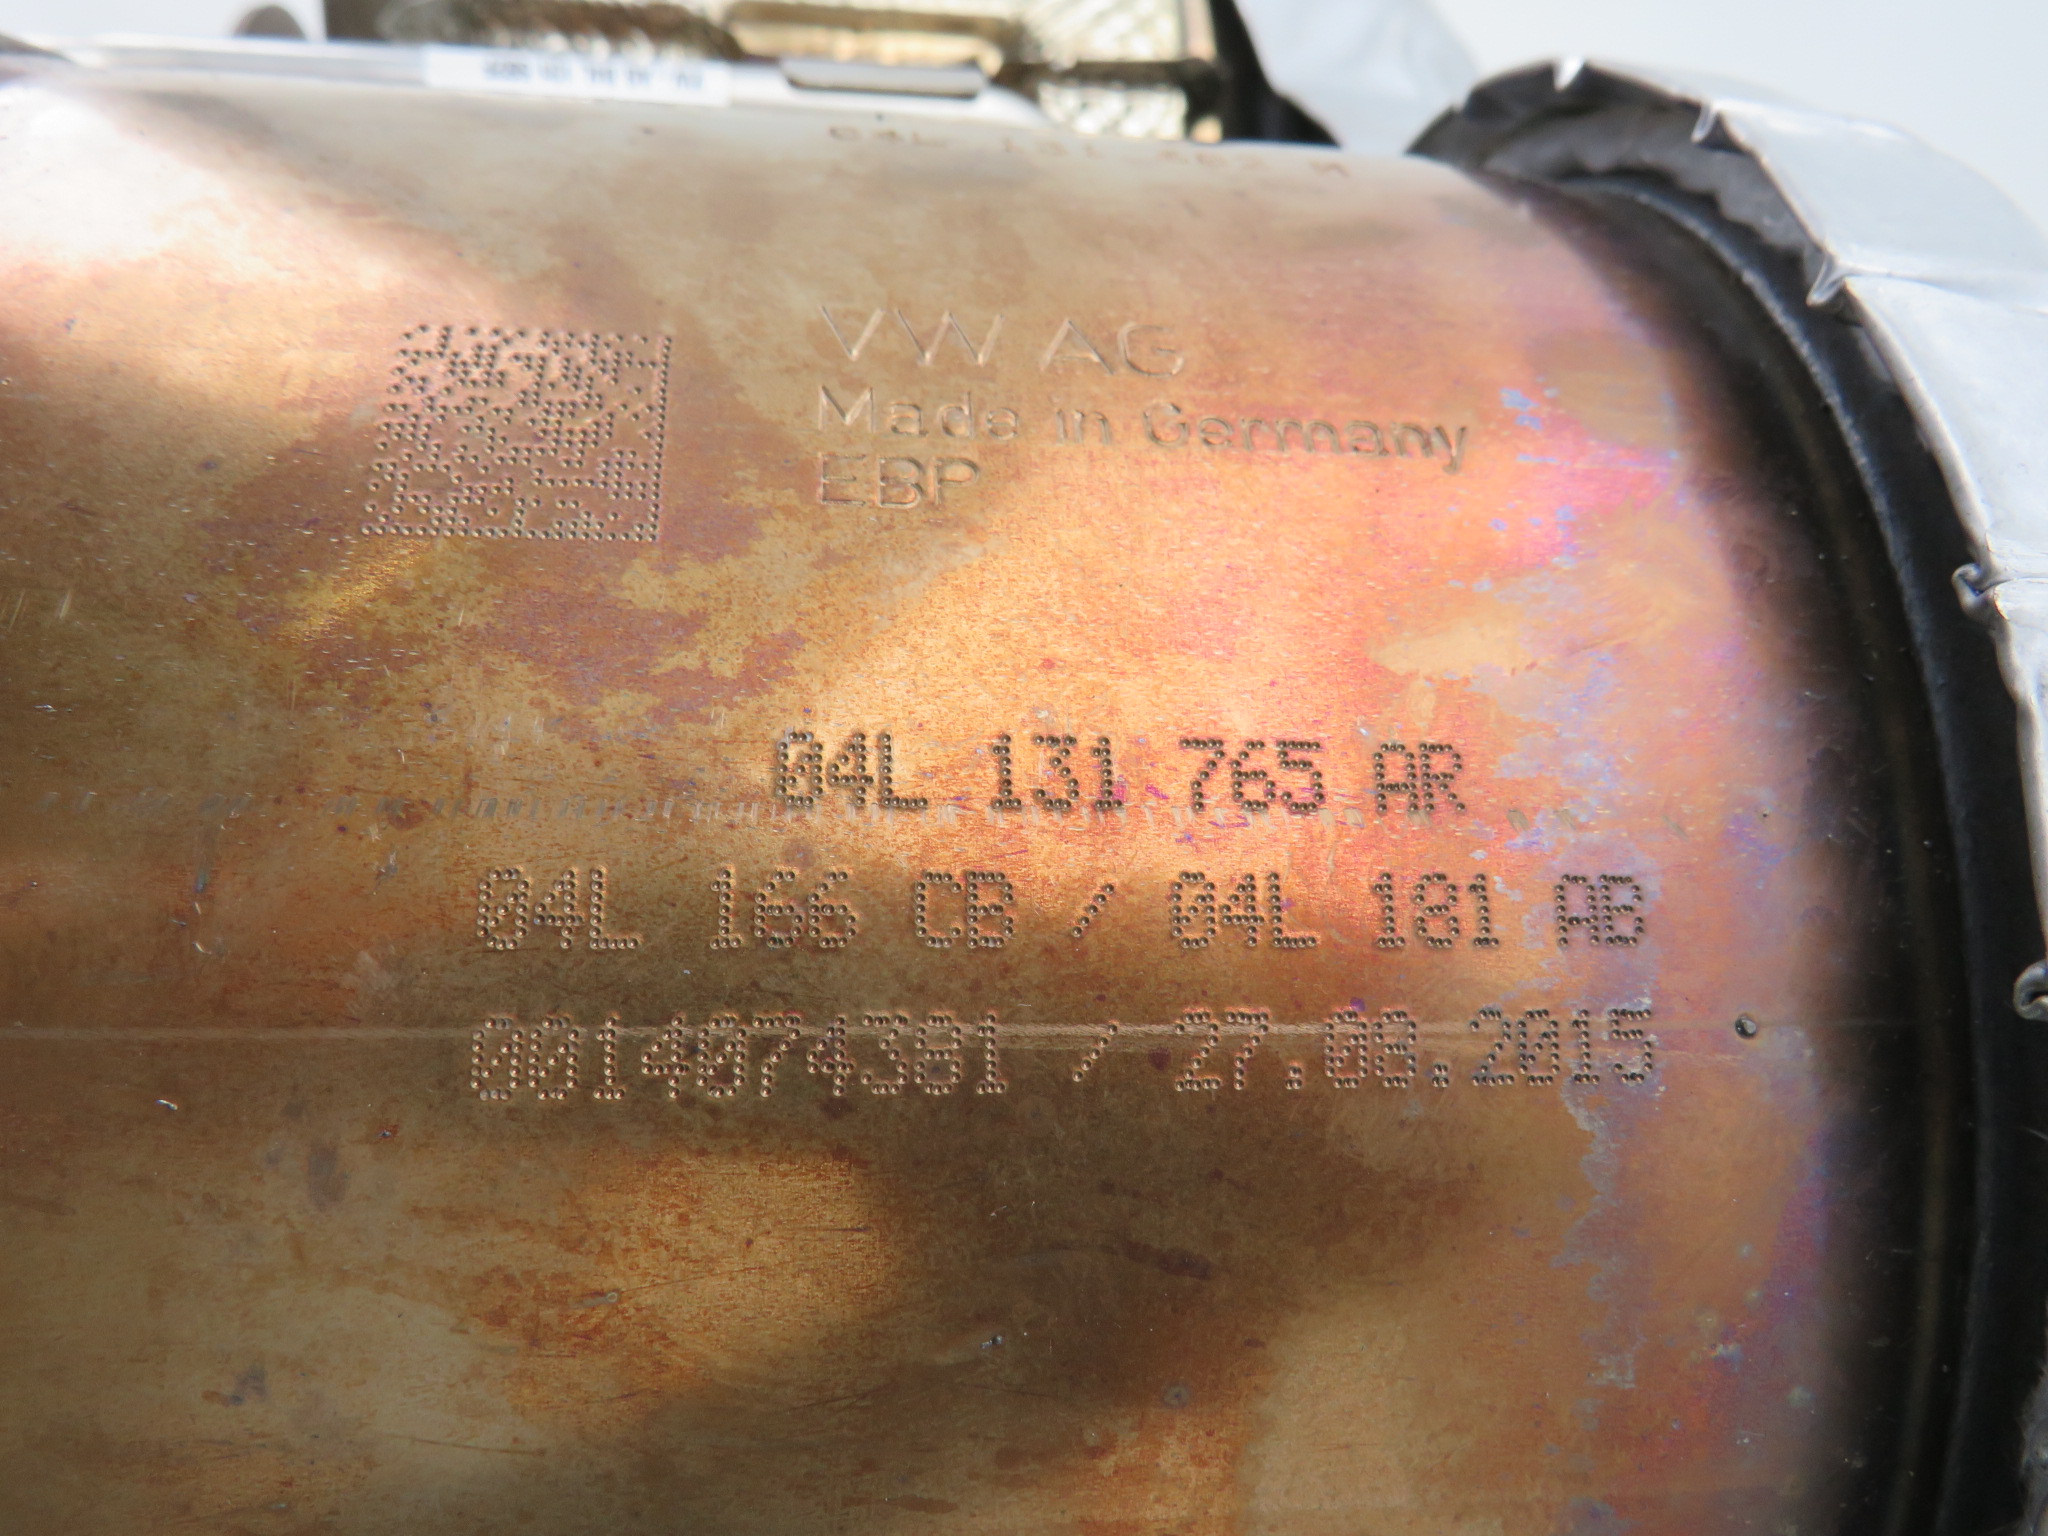 VW AG
Made in Germany
EBP
04L 131 765 AR
04L 166 CB / 04L 181 AB
0014074381 / 27.08.2015